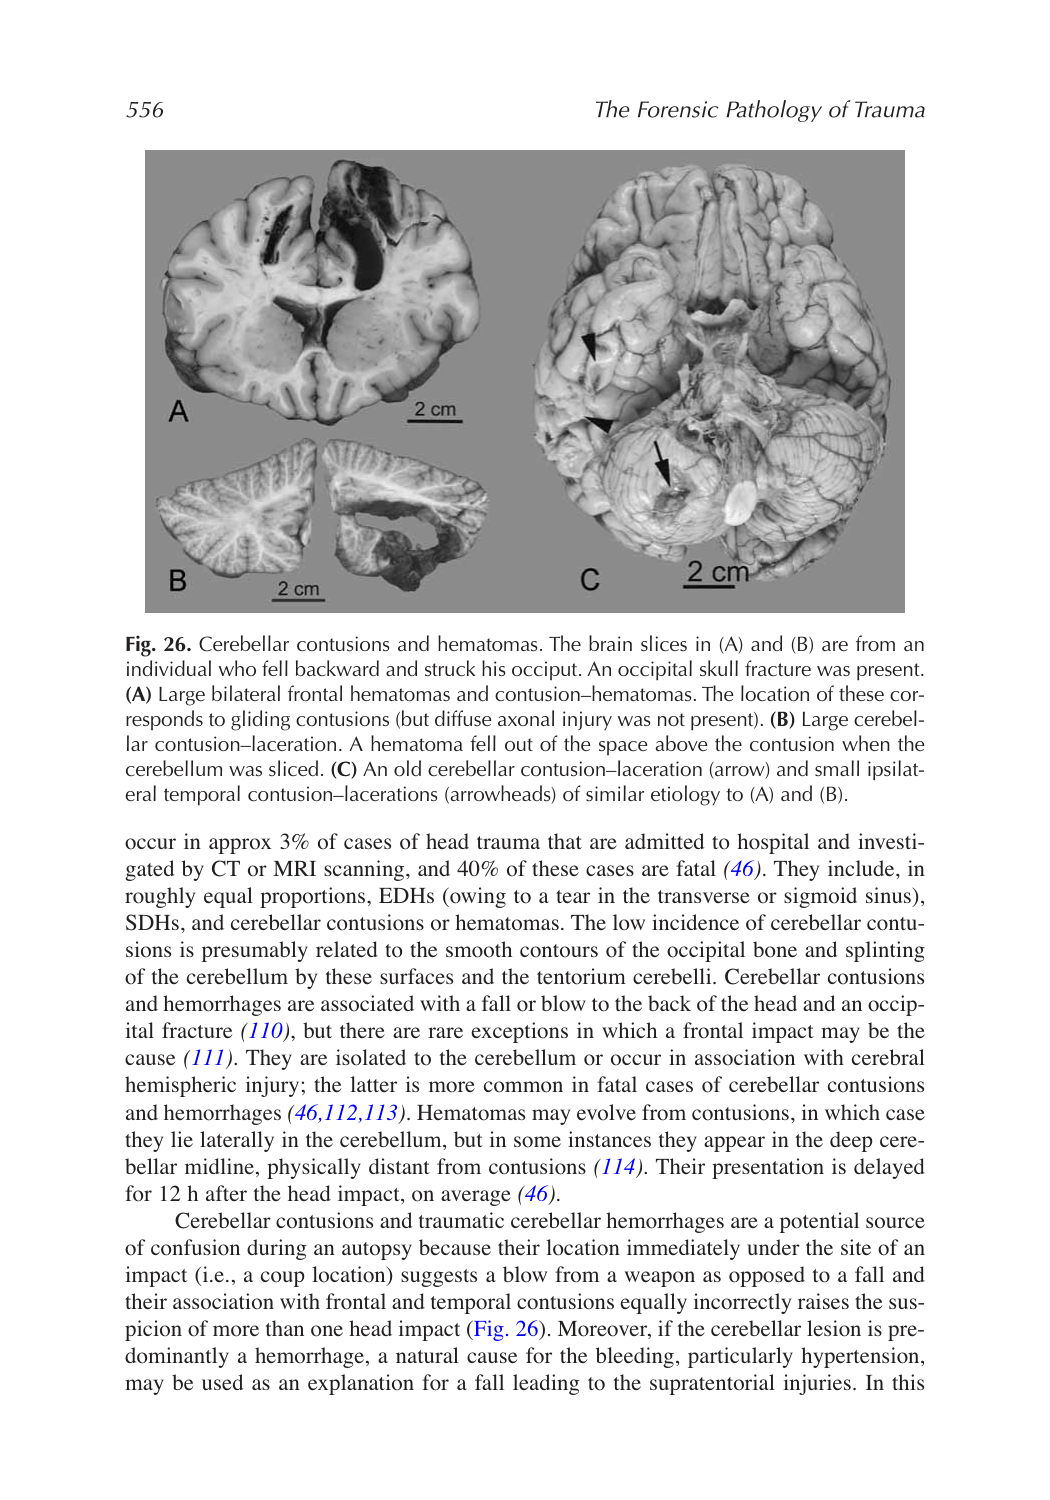 556
The Forensic Pathology of Trauma
A
2 cm
B
2 cm
C
2 cm
Fig. 26. Cerebellar contusions and hematomas. The brain slices in (A) and (B) are from an
individual who fell backward and struck his occiput. An occipital skull fracture was present.
(A) Large bilateral frontal hematomas and contusion–hematomas. The location of these cor-
responds to gliding contusions (but diffuse axonal injury was not present). (B) Large cerebel-
lar contusion–laceration. A hematoma fell out of the space above the contusion when the
cerebellum was sliced. (C) An old cerebellar contusion–laceration (arrow) and small ipsilat-
eral temporal contusion–lacerations (arrowheads) of similar etiology to (A) and (B).
occur in approx 3% of cases of head trauma that are admitted to hospital and investi-
gated by CT or MRI scanning, and 40% of these cases are fatal (46). They include, in
roughly equal proportions, EDHs (owing to a tear in the transverse or sigmoid sinus),
SDHs, and cerebellar contusions or hematomas. The low incidence of cerebellar contu-
sions is presumably related to the smooth contours of the occipital bone and splinting
of the cerebellum by these surfaces and the tentorium cerebelli. Cerebellar contusions
and hemorrhages are associated with a fall or blow to the back of the head and an occip-
ital fracture (110), but there are rare exceptions in which a frontal impact may be the
cause (111). They are isolated to the cerebellum or occur in association with cerebral
hemispheric injury; the latter is more common in fatal cases of cerebellar contusions
and hemorrhages (46,112,113). Hematomas may evolve from contusions, in which case
they lie laterally in the cerebellum, but in some instances they appear in the deep cere-
bellar midline, physically distant from contusions (114). Their presentation is delayed
for 12 h after the head impact, on average (46).
Cerebellar contusions and traumatic cerebellar hemorrhages are a potential source
of confusion during an autopsy because their location immediately under the site of an
impact (i.e., a coup location) suggests a blow from a weapon as opposed to a fall and
their association with frontal and temporal contusions equally incorrectly raises the sus-
picion of more than one head impact (Fig. 26). Moreover, if the cerebellar lesion is pre-
dominantly a hemorrhage, a natural cause for the bleeding, particularly hypertension,
may be used as an explanation for a fall leading to the supratentorial injuries. In this